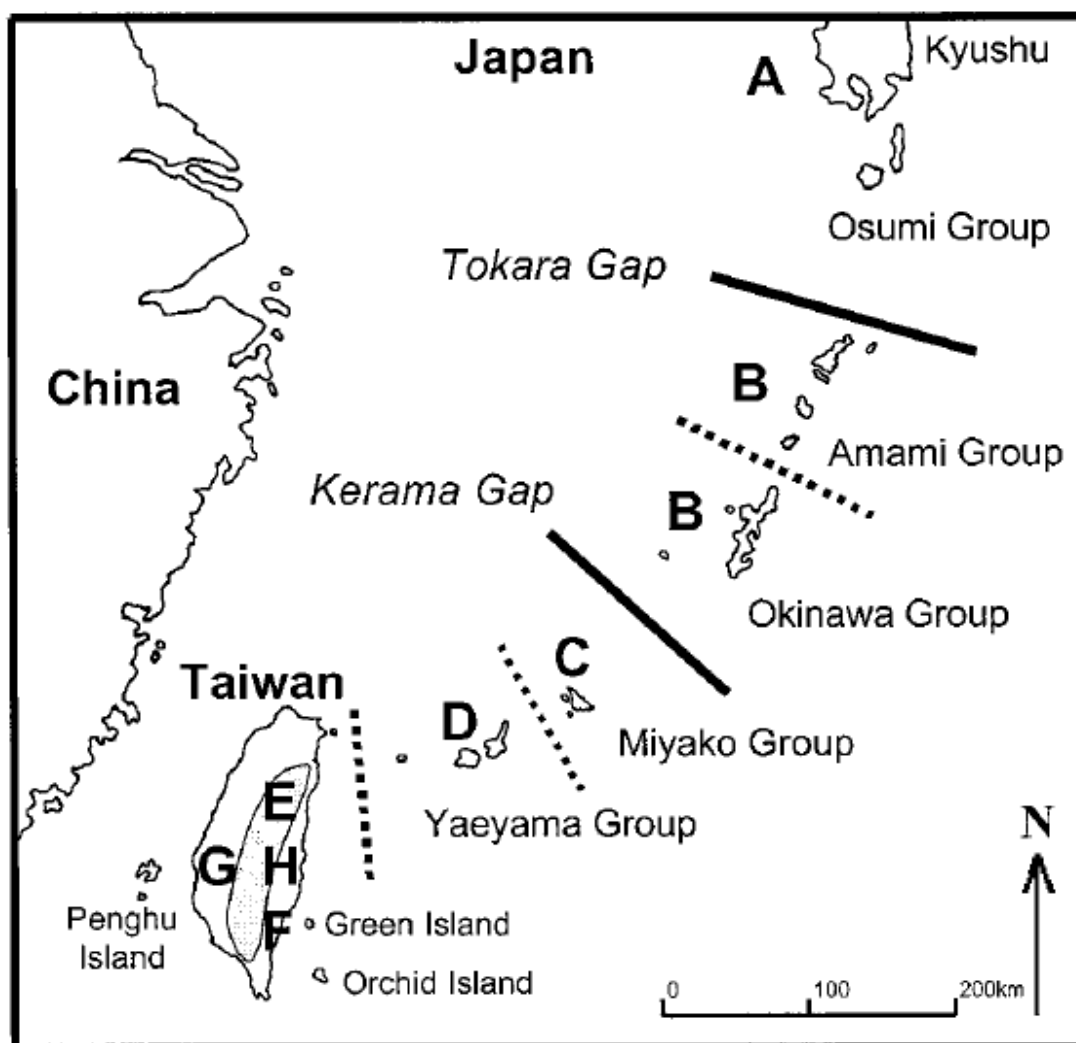 Japan
A
Kyushu
Osumi Group
Tokara Gap
China
B
Amami Group
Kerama Gap
B
Okinawa Group
Taiwan
C
D
Miyako Group
E
Yaeyama Group
N
G
H
Penghu
Island
F
Green Island
Orchid Island
0 100 200km